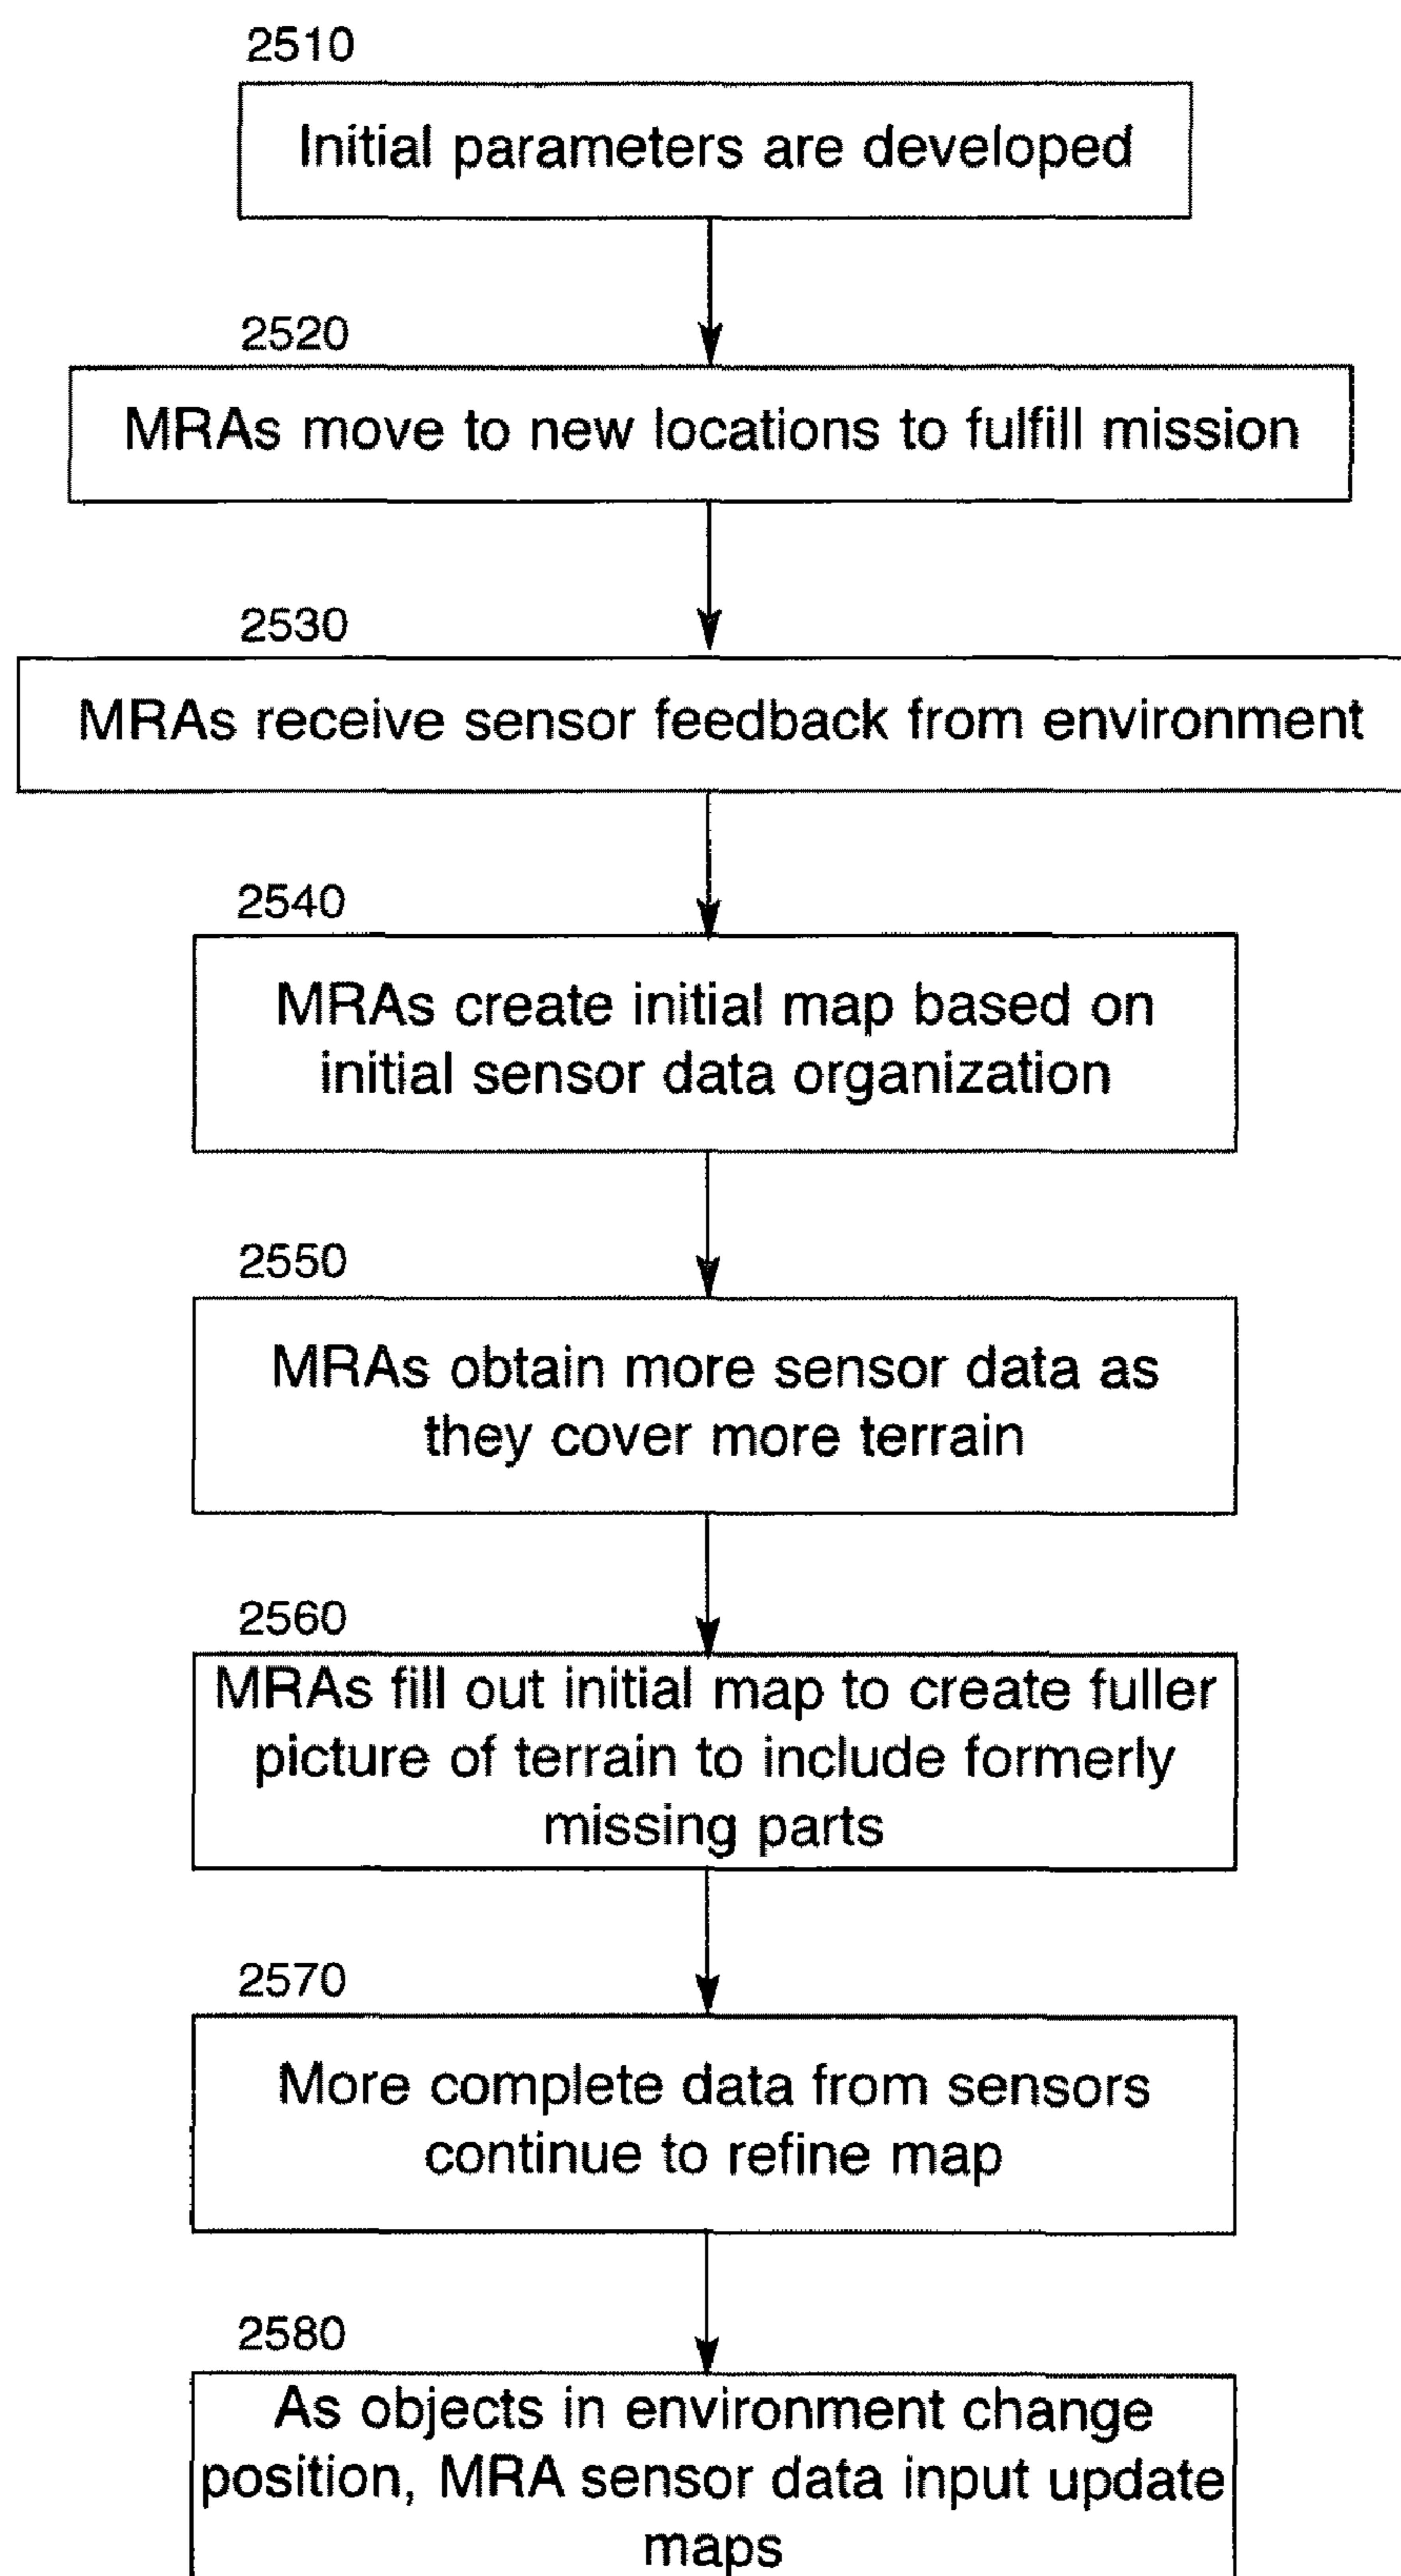 2510
Initial parameters are developed
2520
MRAs move to new locations to fulfill mission
2530
MRAs receive sensor feedback from environment
2540
MRAs create initial map based on
initial sensor data organization
2550
MRAs obtain more sensor data as
they cover more terrain
2560
MRAs fill out initial map to create fuller
picture of terrain to include formerly
missing parts
2570
More complete data from sensors
continue to refine map
2580
As objects in environment change
position, MRA sensor data input update
maps